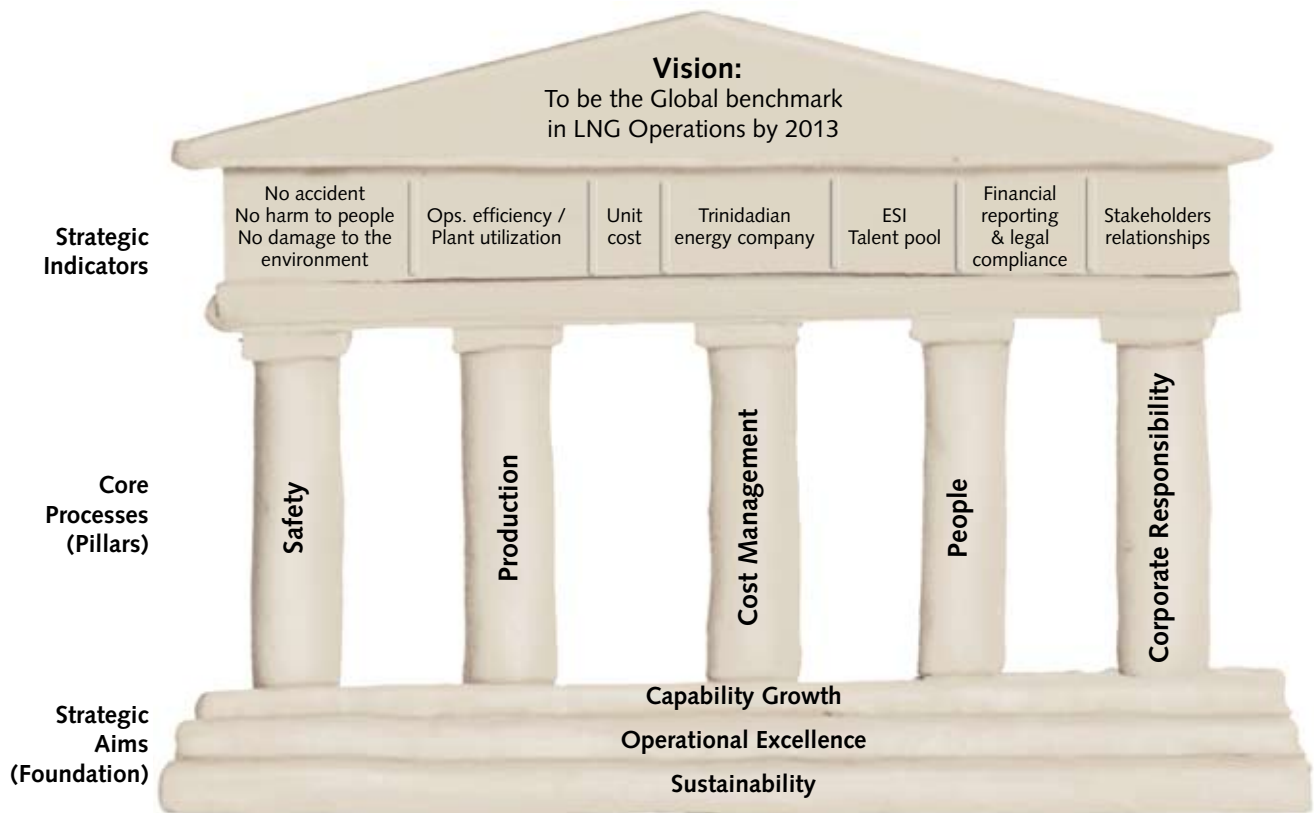 Vision:
To be the Global benchmark
in LNG Operations by 2013
Strategic
Indicators
No accident
No harm to people
No damage to the
environment
Ops. efficiency /
Plant utilization
Unit
cost
Trinidadian
energy company
ESI
Talent pool
Financial
reporting
& legal
compliance
Stakeholders
relationships
Core
Processes
(Pillars)
Safety
Production
Cost Management
People
Corporate Responsibility
Strategic
Aims
(Foundation)
Capability Growth
Operational Excellence
Sustainability